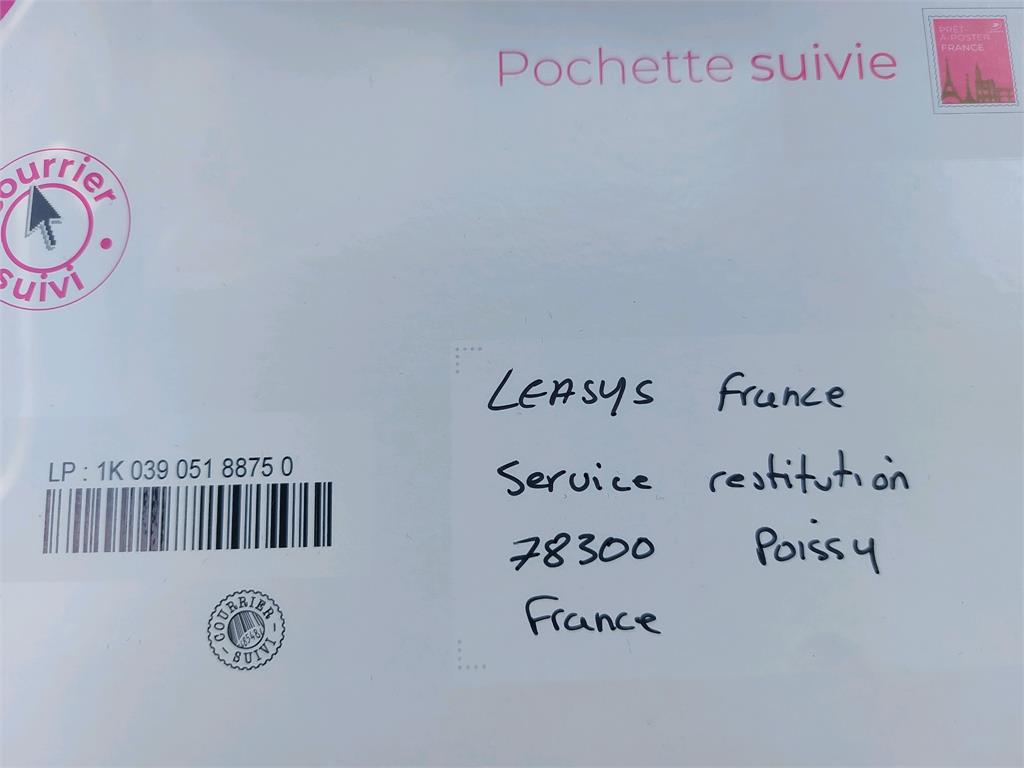 Pochette suivie
PRÊT-
À-POSTER
FRANCE
courrier
suivi
LEASYS France
Service restitution
78300 Poissy
France
LP : 1K 039 051 8875 0
COURRIER
SUIVI